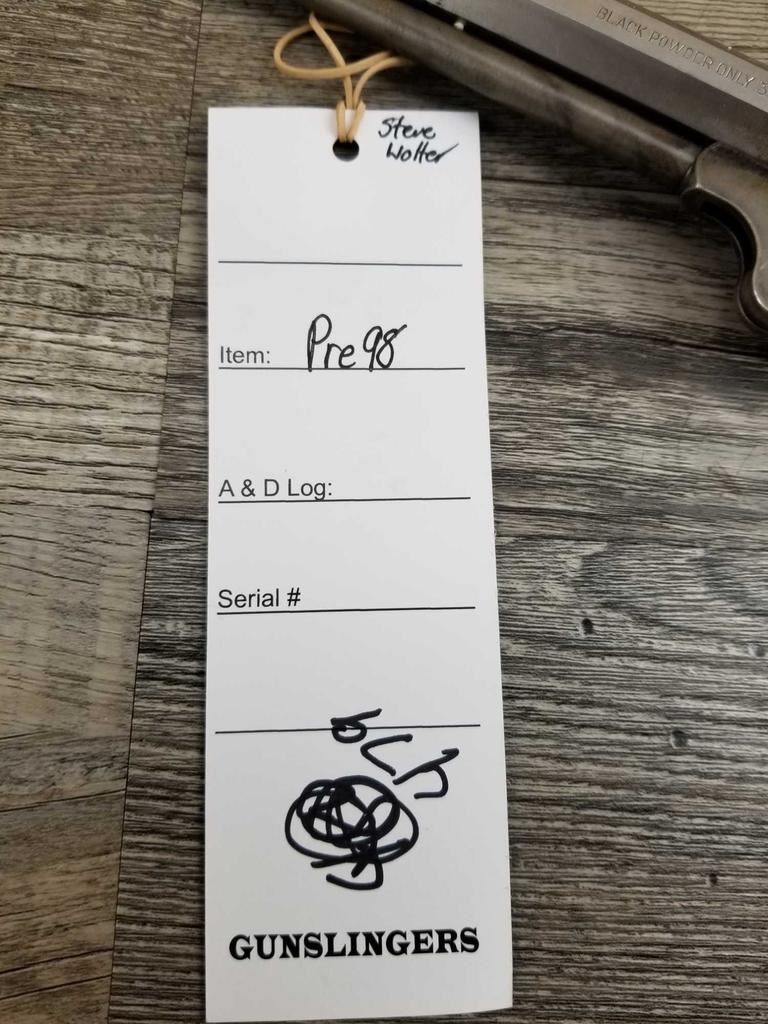 BLACK POWDER ONLY
Steve
Wolter
Item: Pre 98
A & D Log:
Serial #
GUNSLINGERS